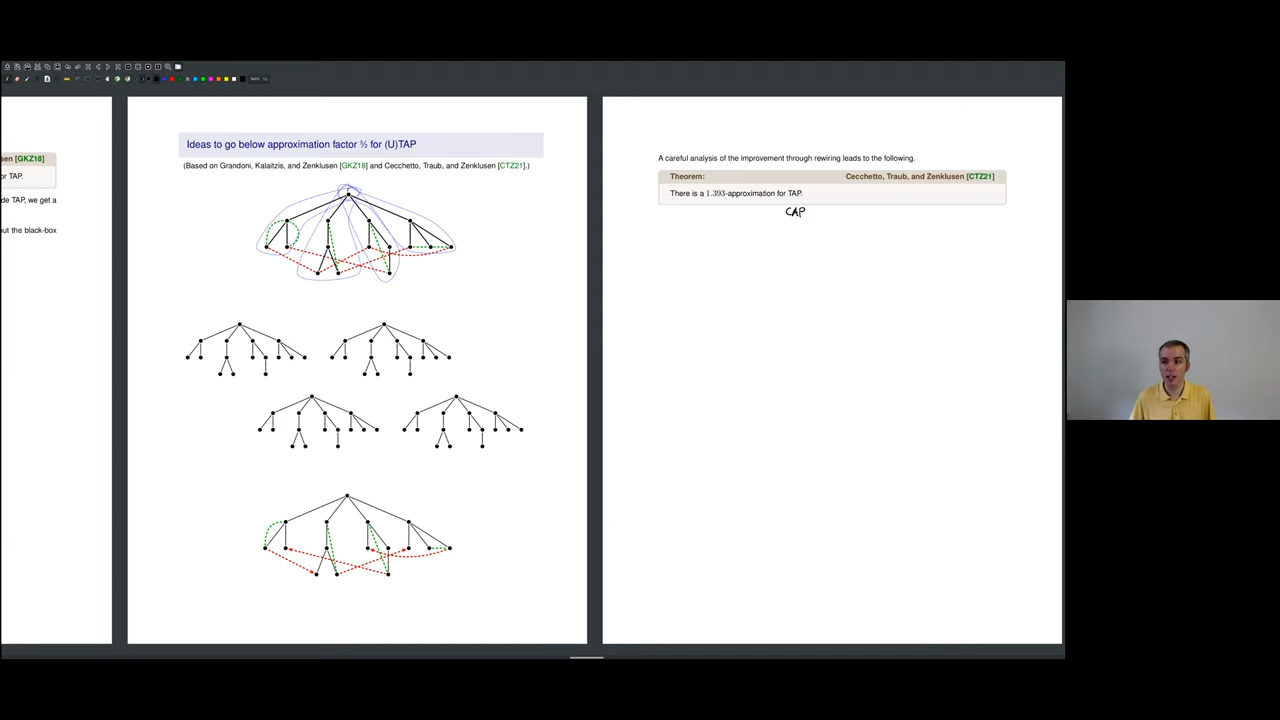 sen [GKZ18]
or TAP.
de TAP, we get a
out the black-box
Ideas to go below approximation factor 3/2 for (U)TAP
(Based on Grandoni, Kalaitzis, and Zenklusen [GKZ18] and Cecchetto, Traub, and Zenklusen [CTZ21].)
A careful analysis of the improvement through rewiring leads to the following.
Theorem: Cecchetto, Traub, and Zenklusen [CTZ21]
There is a 1.393-approximation for TAP.
CAP